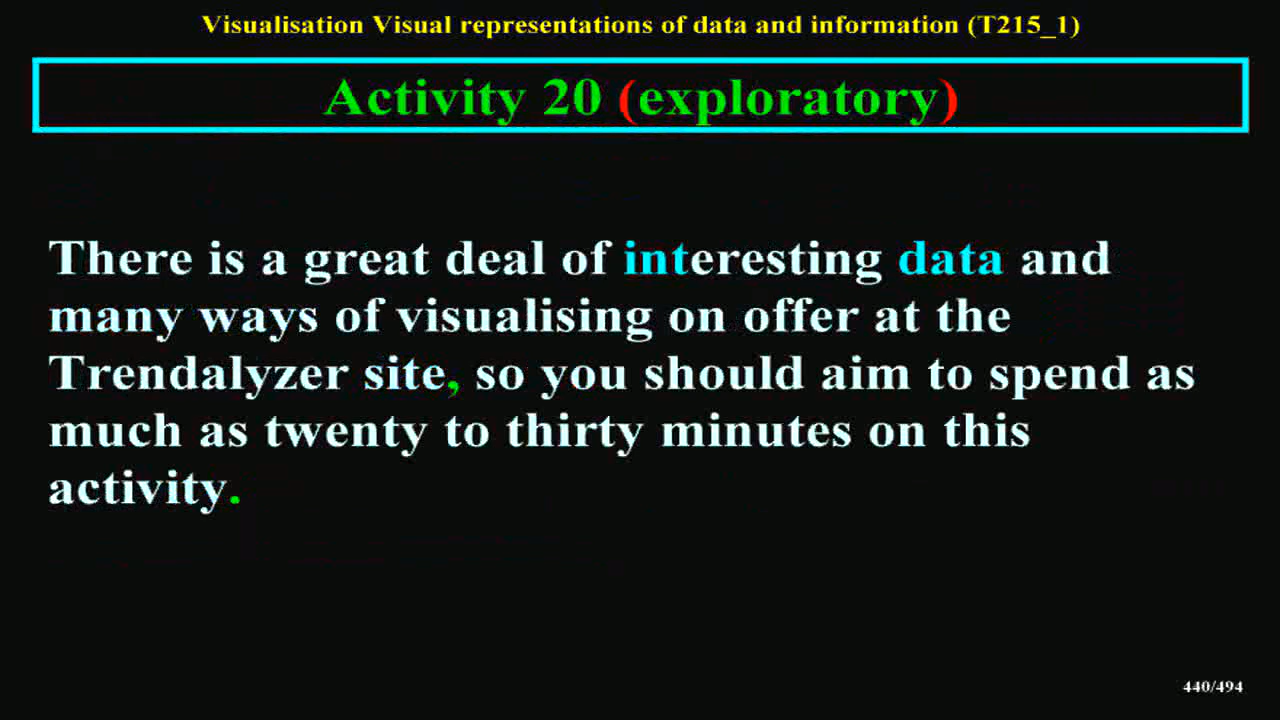 Visualisation Visual representations of data and information (T215_1)
Activity 20 (exploratory)
There is a great deal of interesting data and
many ways of visualising on offer at the
Trendalyzer site, so you should aim to spend as
much as twenty to thirty minutes on this
activity.
440/494